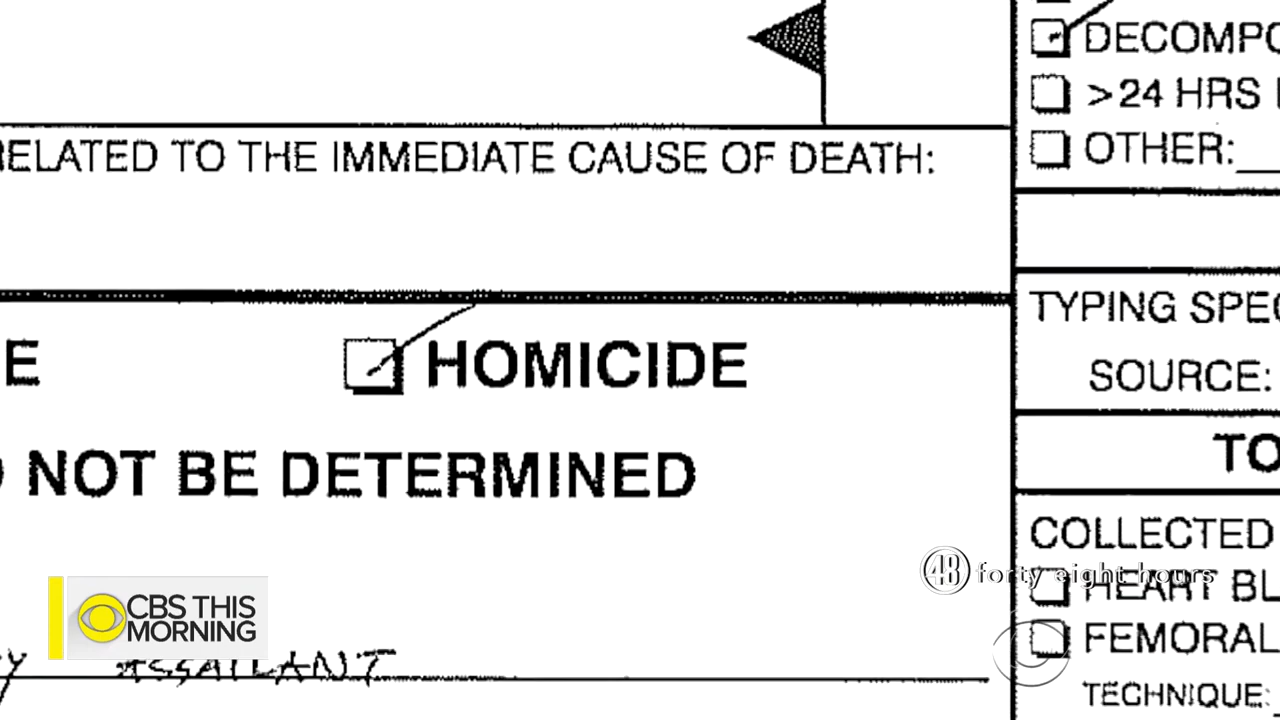 DECOMPO
>24 HRS
OTHER:
RELATED TO THE IMMEDIATE CAUSE OF DEATH:
TYPING SPEC
SOURCE:
E
HOMICIDE
NOT BE DETERMINED
TO
COLLECTED
48 forty eight hours
HEART BL
FEMORAL
TECHNIQUE:
CBS THIS
MORNING
ASSAILANT